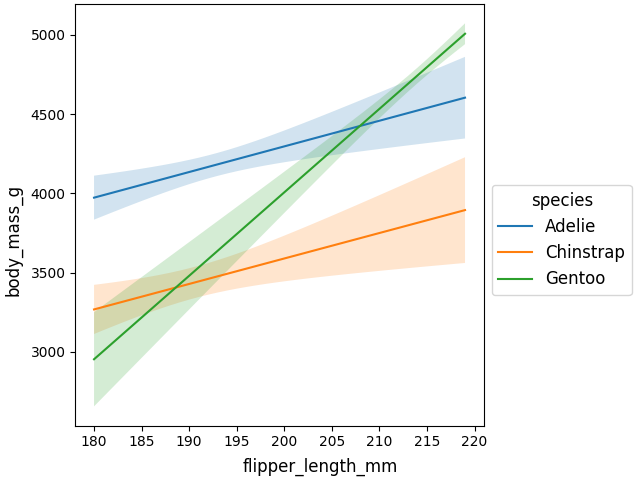 5000
4500
4000
3500
3000
body_mass_g
180 185 190 195 200 205 210 215 220
flipper_length_mm
species
Adelie
Chinstrap
Gentoo